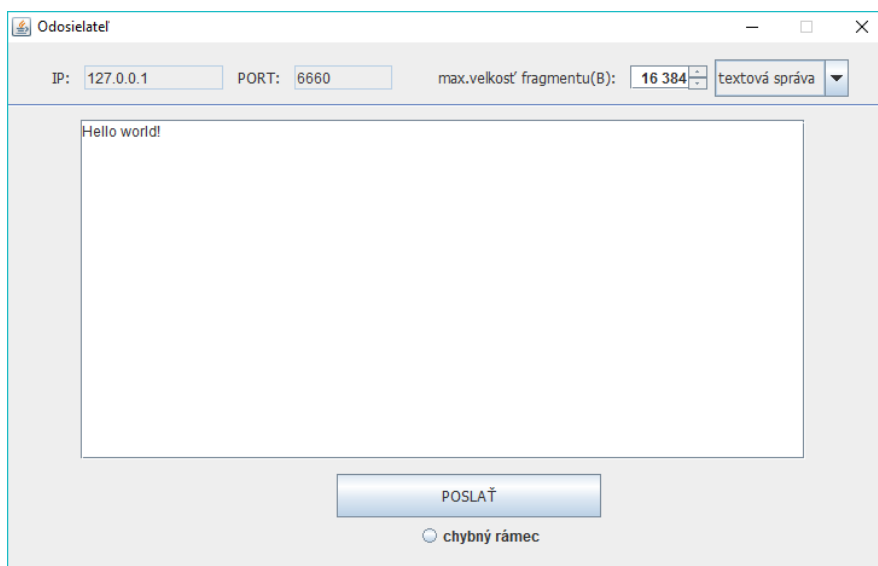 Odosielateľ
IP: 127.0.0.1 PORT: 6660 max.velkosť fragmentu(B): 16 384 textová správa
Hello world!
POSLAŤ
chybný rámec